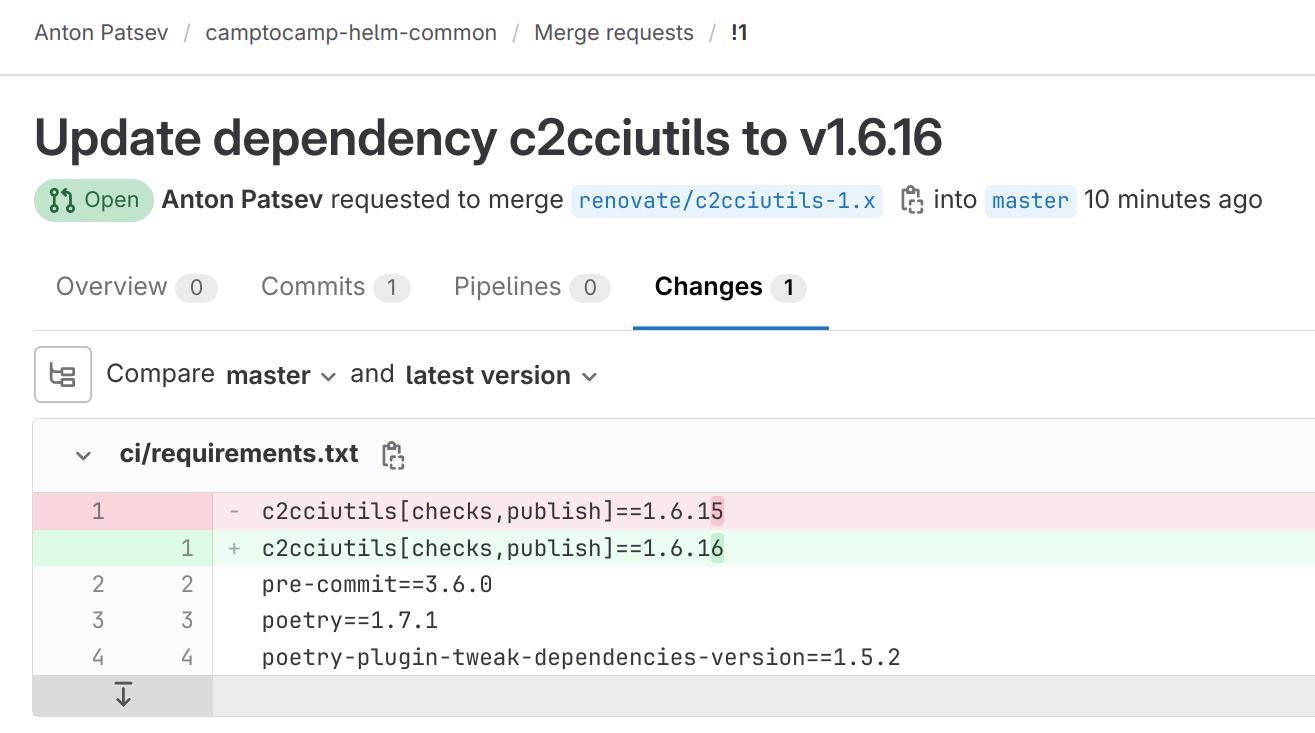 Anton Patsev / camptocamp-helm-common / Merge requests / !1
Update dependency c2cciutils to v1.6.16
Open Anton Patsev requested to merge renovate/c2cciutils-1.x into master 10 minutes ago
Overview 0 Commits 1 Pipelines 0 Changes 1
Compare master and latest version
ci/requirements.txt
1 - c2cciutils[checks,publish]==1.6.15
1 + c2cciutils[checks,publish]==1.6.16
2 2 pre-commit==3.6.0
3 3 poetry==1.7.1
4 4 poetry-plugin-tweak-dependencies-version==1.5.2